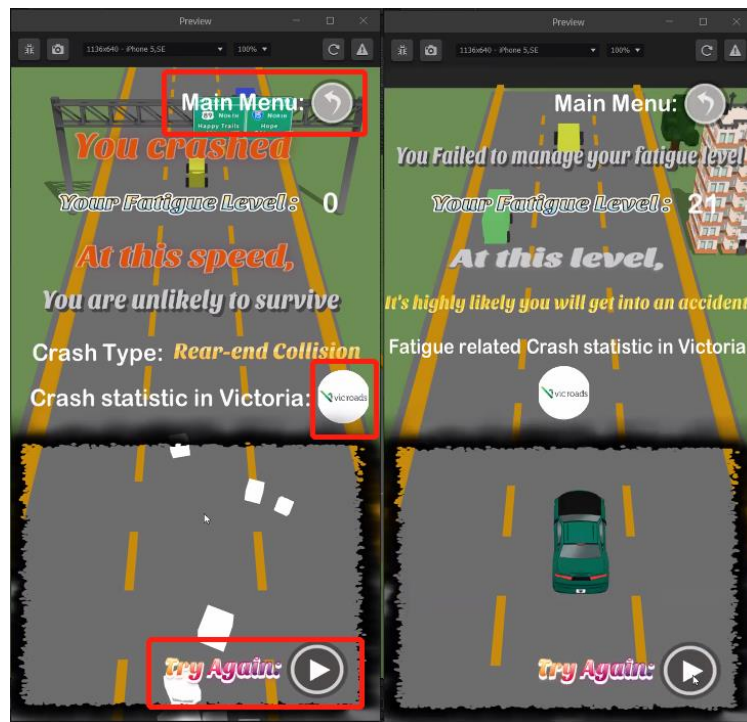 Preview
1136x640 - iPhone 5,SE
100%
Main Menu:
North
North
Happy Trails
Hope
You crashed
Your Fatigue Level:
0
At this speed,
You are unlikely to survive
Crash Type: Rear-end Collision
Crash statistic in Victoria:
vicroads
Try Again:
Preview
1136x640 - iPhone 5,SE
100%
Main Menu:
You Failed to manage your fatigue level
Your Fatigue Level:
21
At this level,
It's highly likely you will get into an accident
Fatigue related Crash statistic in Victoria
vicroads
Try Again: